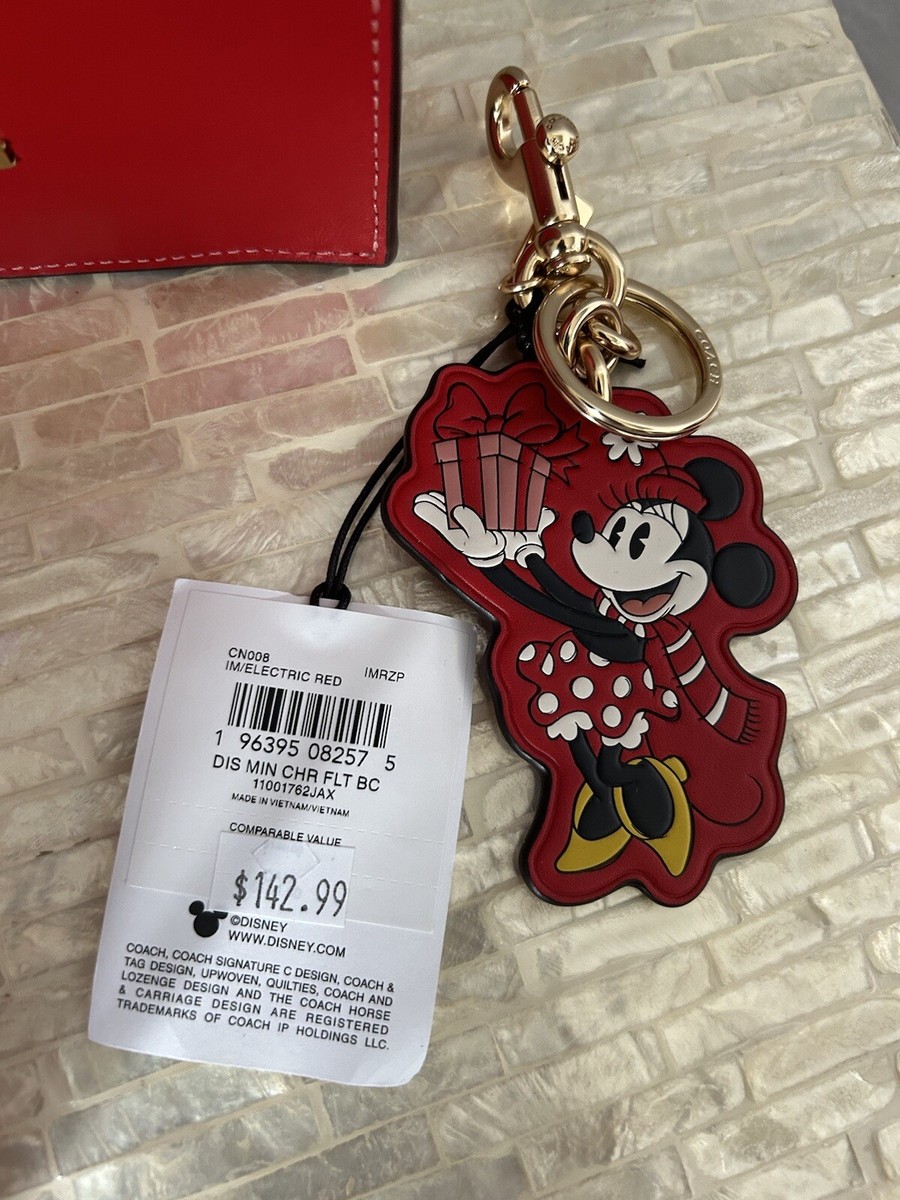 COACH
CN008
IM/ELECTRIC RED IMRZP
1 96395 08257 5
DIS MIN CHR FLT BC
11001762JAX
MADE IN VIETNAM/VIETNAM
COMPARABLE VALUE
$142.99
©DISNEY
WWW.DISNEY.COM
COACH, COACH SIGNATURE C DESIGN, COACH &
TAG DESIGN, UPWOVEN, QUILTIES, COACH AND
LOZENGE DESIGN AND THE COACH HORSE
& CARRIAGE DESIGN ARE REGISTERED
TRADEMARKS OF COACH IP HOLDINGS LLC.